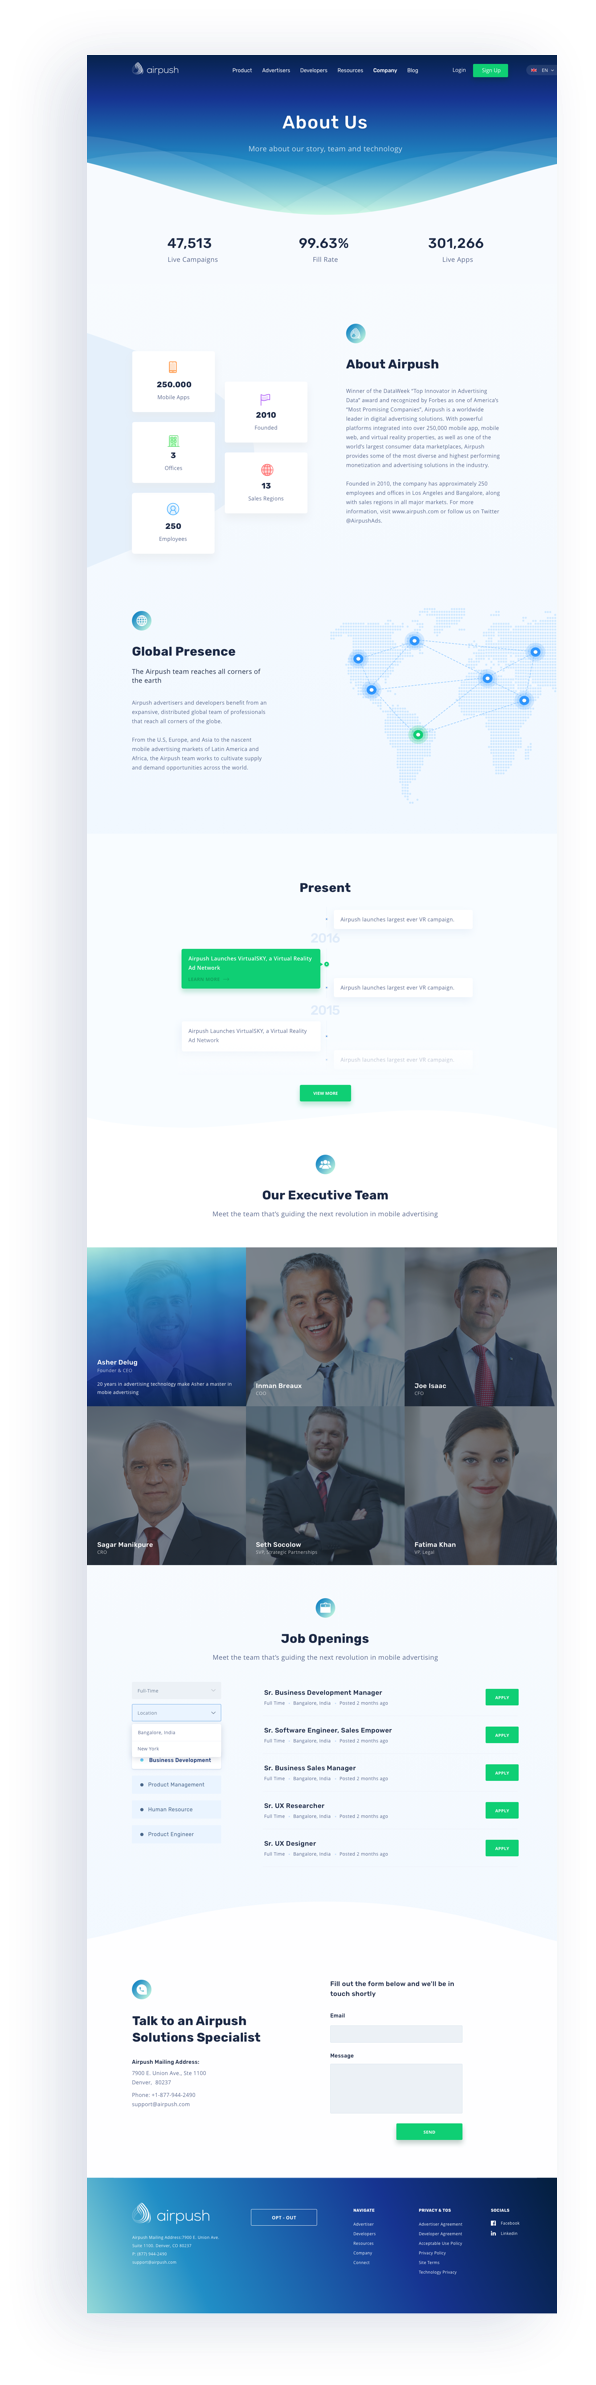 airpush
Product Advertisers Developers Resources Company Blog Login Sign Up EN
About Us
More about our story, team and technology
47,513 99.63% 301,266
Live Campaigns Fill Rate Live Apps
250.000
Mobile Apps
3
Offices
250
Employees
2010
Founded
13
Sales Regions
About Airpush
Winner of the DataWeek "Top Innovator in Advertising
Data" award and recognized by Forbes as one of America's
"Most Promising Companies", Airpush is a worldwide
leader in digital advertising solutions. With powerful
platforms integrated into over 250,000 mobile app, mobile
web, and virtual reality properties, as well as one of the
world's largest consumer data marketplaces, Airpush
provides some of the most diverse and highest performing
monetization and advertising solutions in the industry.
Founded in 2010, the company has approximately 250
employees and offices in Los Angeles and Bangalore, along
with sales regions in all major markets. For more
information, visit www.airpush.com or follow us on Twitter
@AirpushAds.
Global Presence
The Airpush team reaches all corners of
the earth
Airpush advertisers and developers benefit from an
expansive, distributed global team of professionals
that reach all corners of the globe.
From the U.S, Europe, and Asia to the nascent
mobile advertising markets of Latin America and
Africa, the Airpush team works to cultivate supply
and demand opportunities across the world.
Present
Airpush launches largest ever VR campaign.
2016
Airpush Launches VirtualSKY, a Virtual Reality
Ad Network
LEARN MORE
Airpush launches largest ever VR campaign.
2015
Airpush Launches VirtualSKY, a Virtual Reality
Ad Network
Airpush launches largest ever VR campaign.
VIEW MORE
Our Executive Team
Meet the team that's guiding the next revolution in mobile advertising
Asher Delug
Founder & CEO
20 years in advertising technology make Asher a master in
mobie advertising
Inman Breaux
COO
Joe Isaac
CFO
Sagar Manikpure
CRO
Seth Socolow
SVP, Strategic Partnerships
Fatima Khan
VP, Legal
Job Openings
Meet the team that's guiding the next revolution in mobile advertising
Full-Time
Location
Bangalore, India
New York
Business Development
Product Management
Human Resource
Product Engineer
Sr. Business Development Manager
Full Time - Bangalore, India - Posted 2 months ago
APPLY
Sr. Software Engineer, Sales Empower
Full Time - Bangalore, India - Posted 2 months ago
APPLY
Sr. Business Sales Manager
Full Time - Bangalore, India - Posted 2 months ago
APPLY
Sr. UX Researcher
Full Time - Bangalore, India - Posted 2 months ago
APPLY
Sr. UX Designer
Full Time - Bangalore, India - Posted 2 months ago
APPLY
Talk to an Airpush
Solutions Specialist
Airpush Mailing Address:
7900 E. Union Ave., Ste 1100
Denver, 80237
Phone: +1-877-944-2490
support@airpush.com
Fill out the form below and we'll be in
touch shortly
Email
Message
SEND
airpush
Airpush Mailing Address:7900 E. Union Ave.
Suite 1100 Denver, CO 80237
P: (877) 944-2490
support@airpush.com
OPT - OUT
NAVIGATE
Advertiser
Developers
Resources
Company
Connect
PRIVACY & TOS
Advertiser Agreement
Developer Agreement
Acceptable Use Policy
Privacy Policy
Site Terms
Technology Privacy
SOCIALS
Facebook
Linkedin